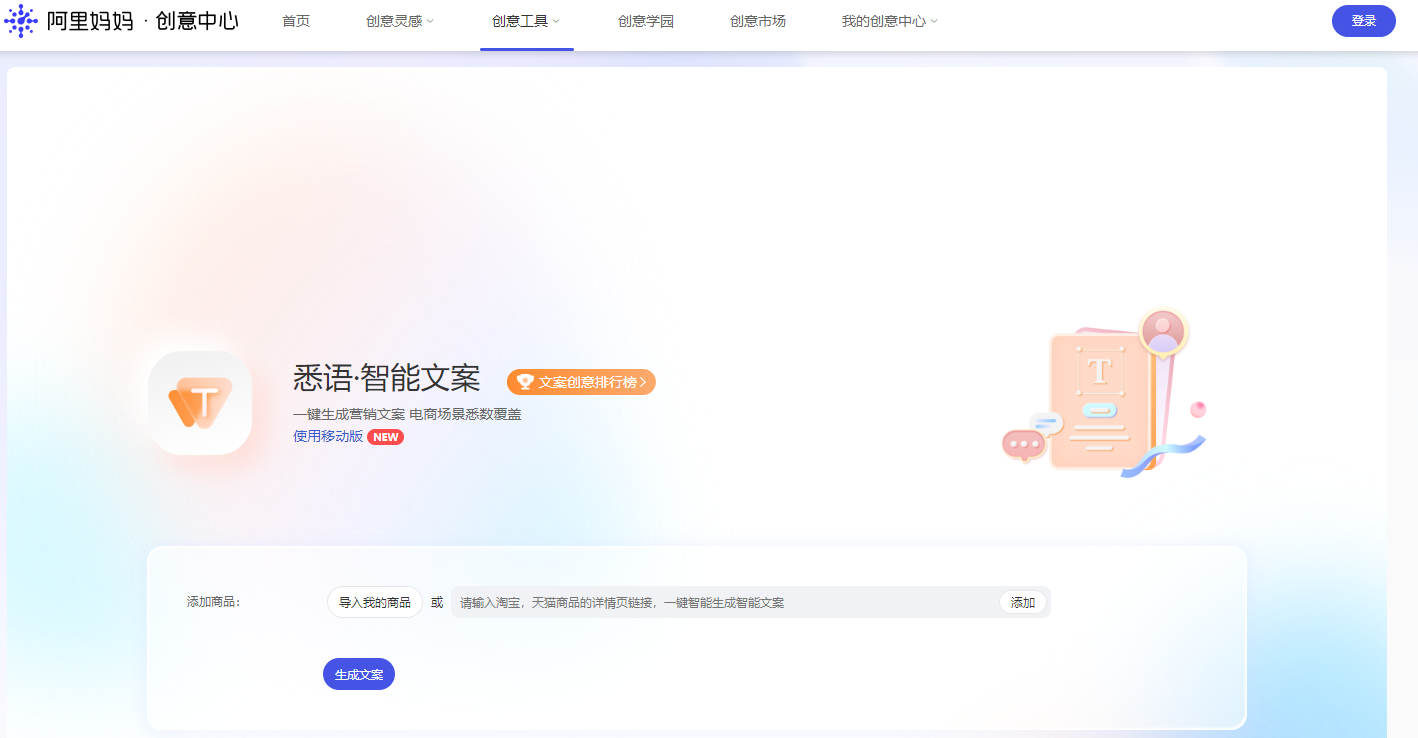 阿里妈妈 · 创意中心 首页 创意灵感 创意工具 创意学园 创意市场 我的创意中心 登录
悉语·智能文案 文案创意排行榜
一键生成营销文案 电商场景悉数覆盖
使用移动版 NEW
T
T
添加商品： 导入我的商品 或 请输入淘宝，天猫商品的详情页链接，一键智能生成智能文案 添加
生成文案